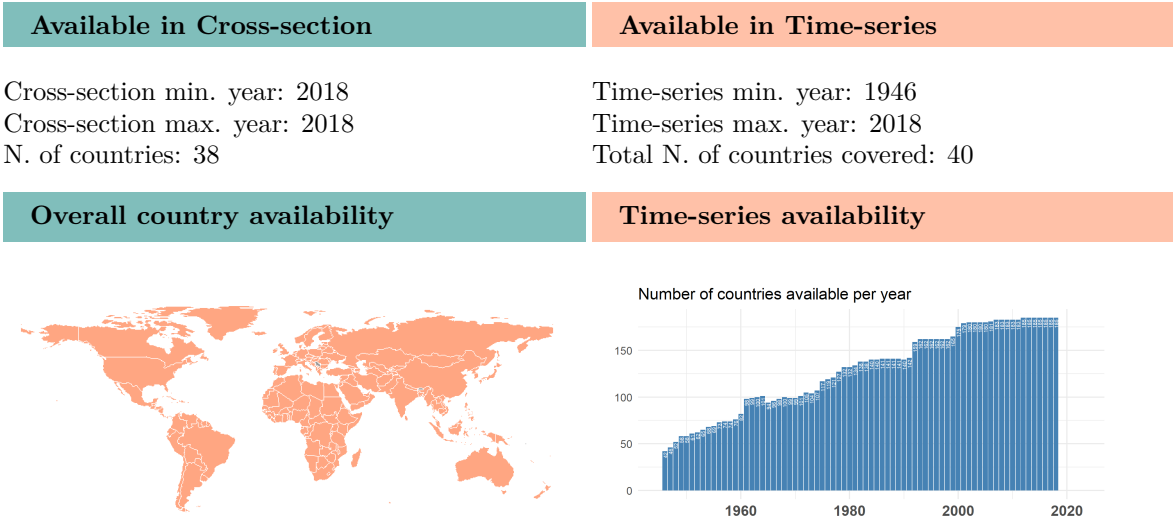 Available in Cross-section
Available in Time-series
Cross-section min. year: 2018
Cross-section max. year: 2018
N. of countries: 38
Time-series min. year: 1946
Time-series max. year: 2018
Total N. of countries covered: 40
Overall country availability
Time-series availability
Number of countries available per year
150
100
50
0
1960
1980
2000
2020